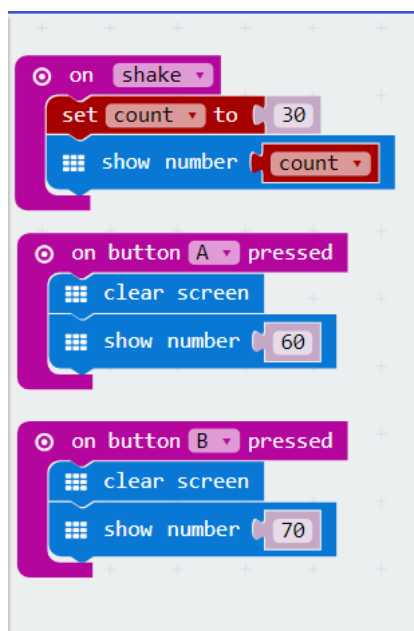 on shake
set count to 30
show number count
on button A pressed
clear screen
show number 60
on button B pressed
clear screen
show number 70